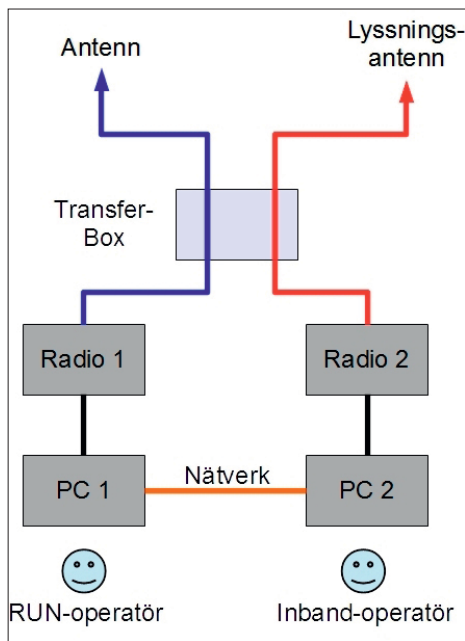 Antenn
Lyssnings-
antenn
Transfer-
Box
Radio 1
Radio 2
PC 1
Nätverk
PC 2
RUN-operatör
Inband-operatör